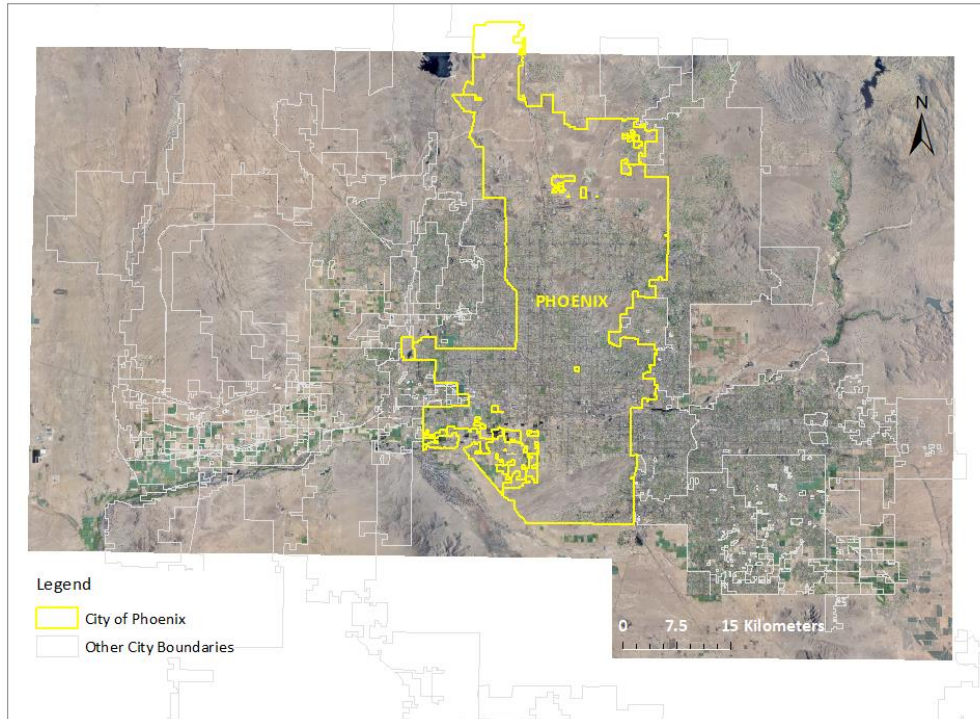 N
PHOENIX
Legend
City of Phoenix
Other City Boundaries
0 7.5 15 Kilometers